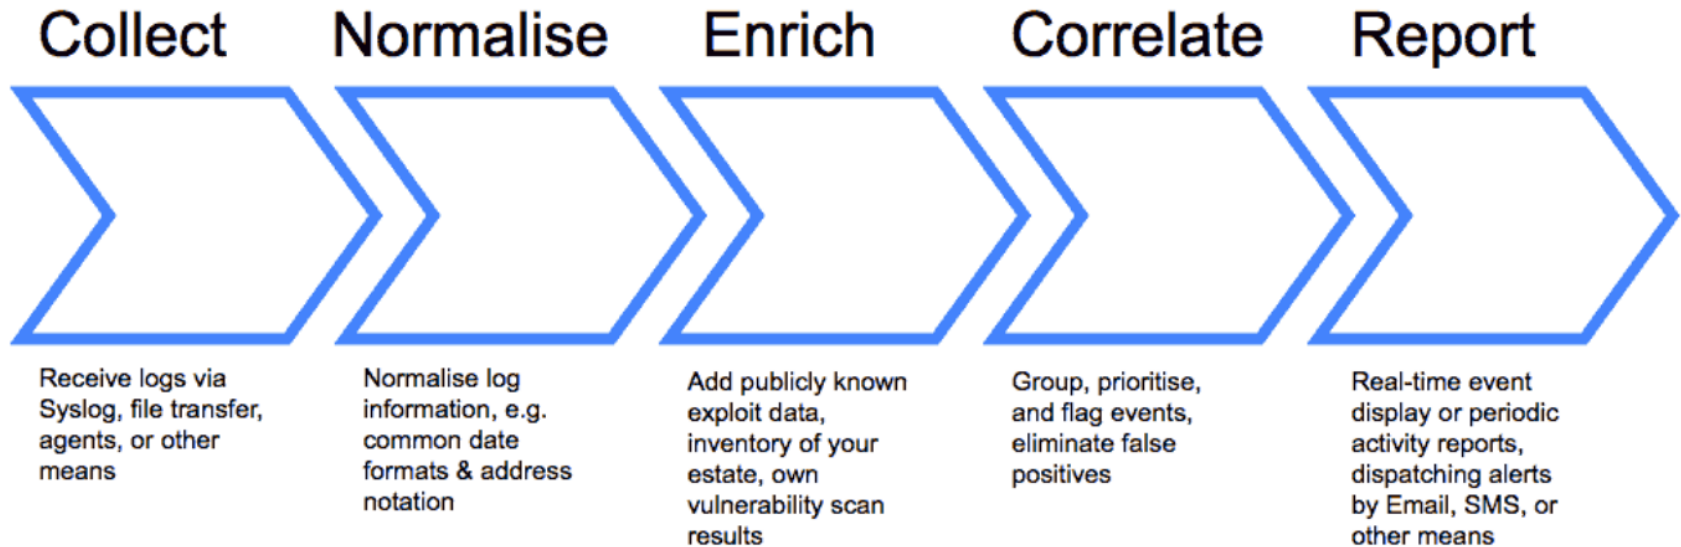 Collect
Normalise
Enrich
Correlate
Report
Receive logs via
Syslog, file transfer,
agents, or other
means
Normalise log
information, e.g.
common date
formats & address
notation
Add publicly known
exploit data,
inventory of your
estate, own
vulnerability scan
results
Group, prioritise,
and flag events,
eliminate false
positives
Real-time event
display or periodic
activity reports,
dispatching alerts
by Email, SMS, or
other means